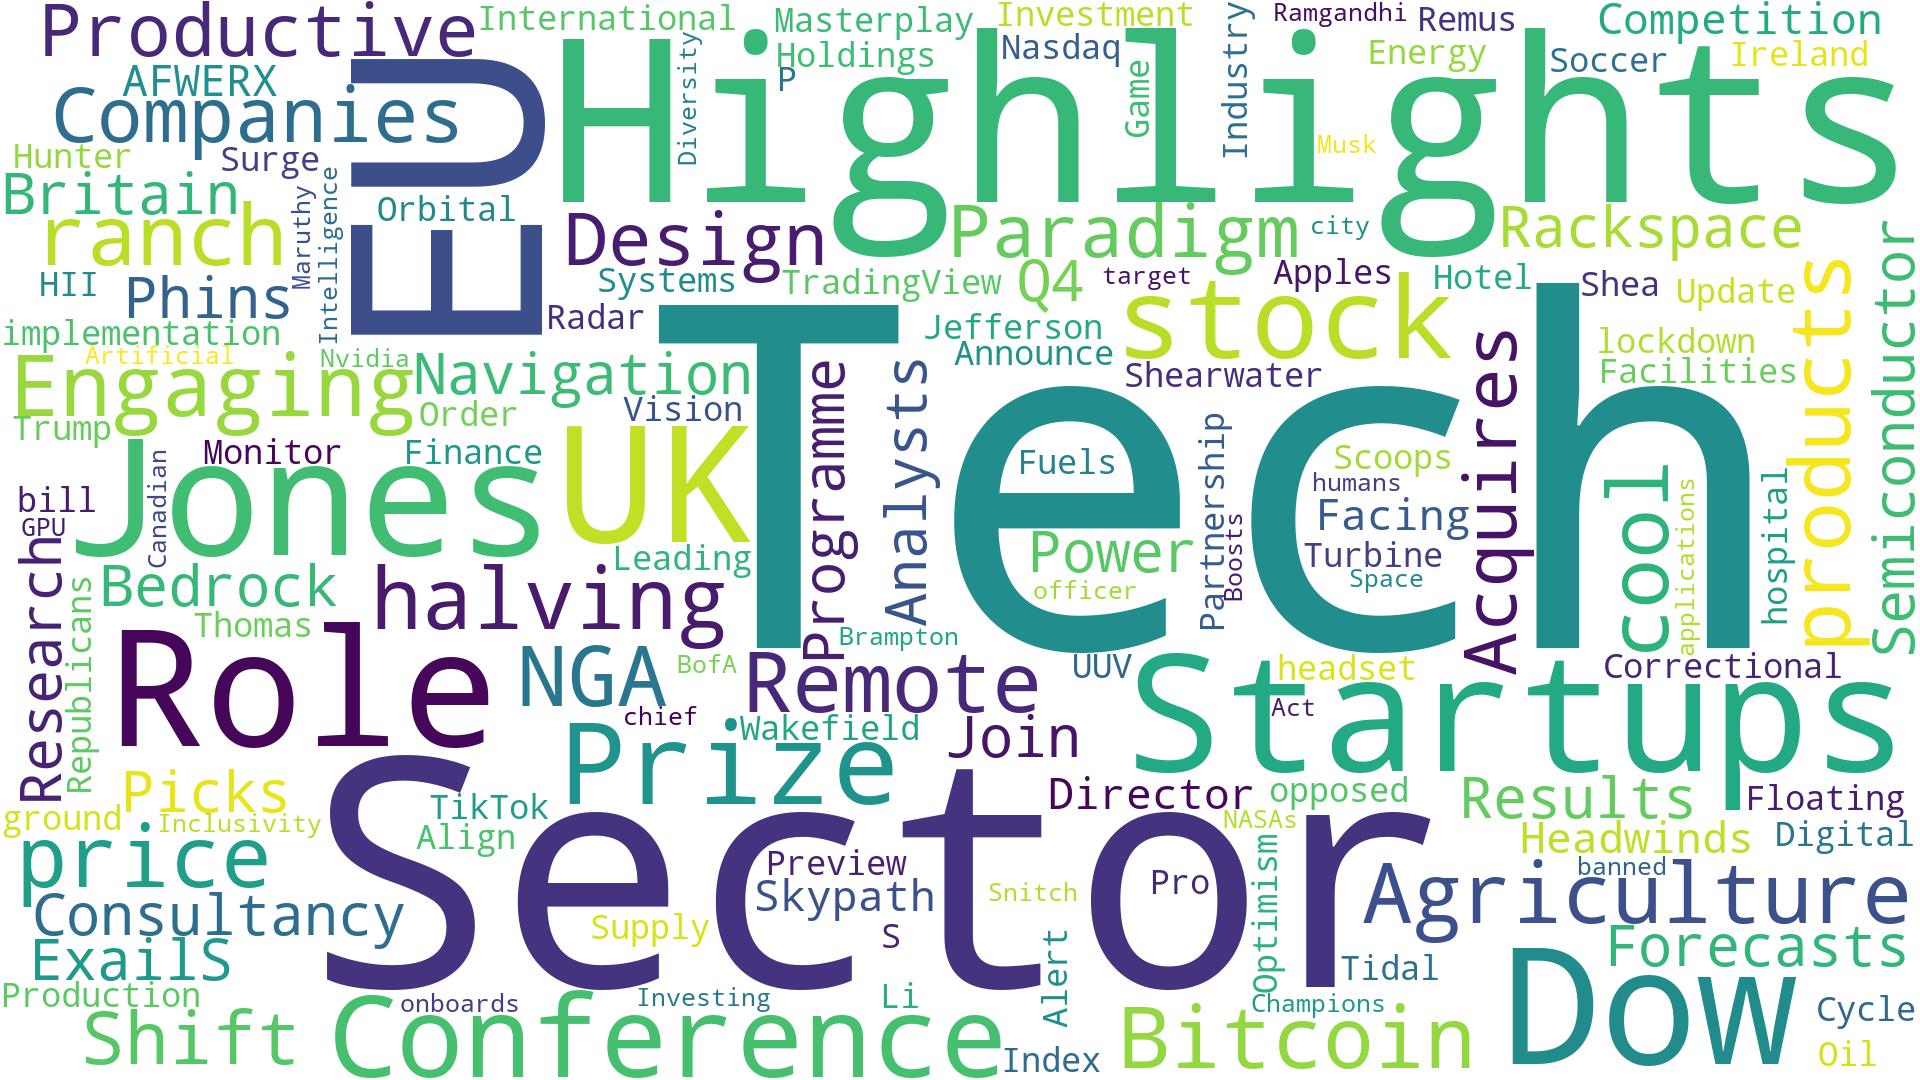 Productive
International
Masterplay
Investment
Ramgandhi
Remus
Competition
AFWERX
Holdings
Nasdaq
Energy
Soccer
Ireland
Companies
EU
Highlights
Diversity
P
Game
Industry
Musk
Hunter
Surge
Britain
Orbital
ranch
Maruthy
Intelligence
Design
Paradigm
city
Rackspace
HII
Phins
Systems
TradingView
Q4
target
Apples
Hotel
Shea
Update
Semiconductor
implementation
Radar
Jefferson
stock
lockdown
products
Artificial
Nvidia
Announce
Engaging
Navigation
Tech
Shearwater
Facilities
Trump
Order
Vision
Programme
Analysts
Acquires
Monitor
Finance
UK
Fuels
Partnership
Scoops
Jones
Canadian
humans
cool
applications
hospital
bill
GPU
Facing
Leading
Power
Boosts
Turbine
Research
Republicans
Bedrock
halving
officer
Space
Thomas
Brampton
Role
NGA
BofA
Remote
UUV
headset
Correctional
Startups
chief
Wakefield
Join
Act
Prize
Picks
Director
opposed
Results
Floating
ground
Inclusivity
TikTok
Sector
NASAs
Align
Headwinds
Digital
price
Preview
Optimism
banned
Skypath
Snitch
Pro
Agriculture
Consultancy
Supply
S
ExailS
Alert
Tidal
Forecasts
Production
onboards
Investing
Li
Champions
Dow
Cycle
Shift
Conference
Index
Bitcoin
Oil